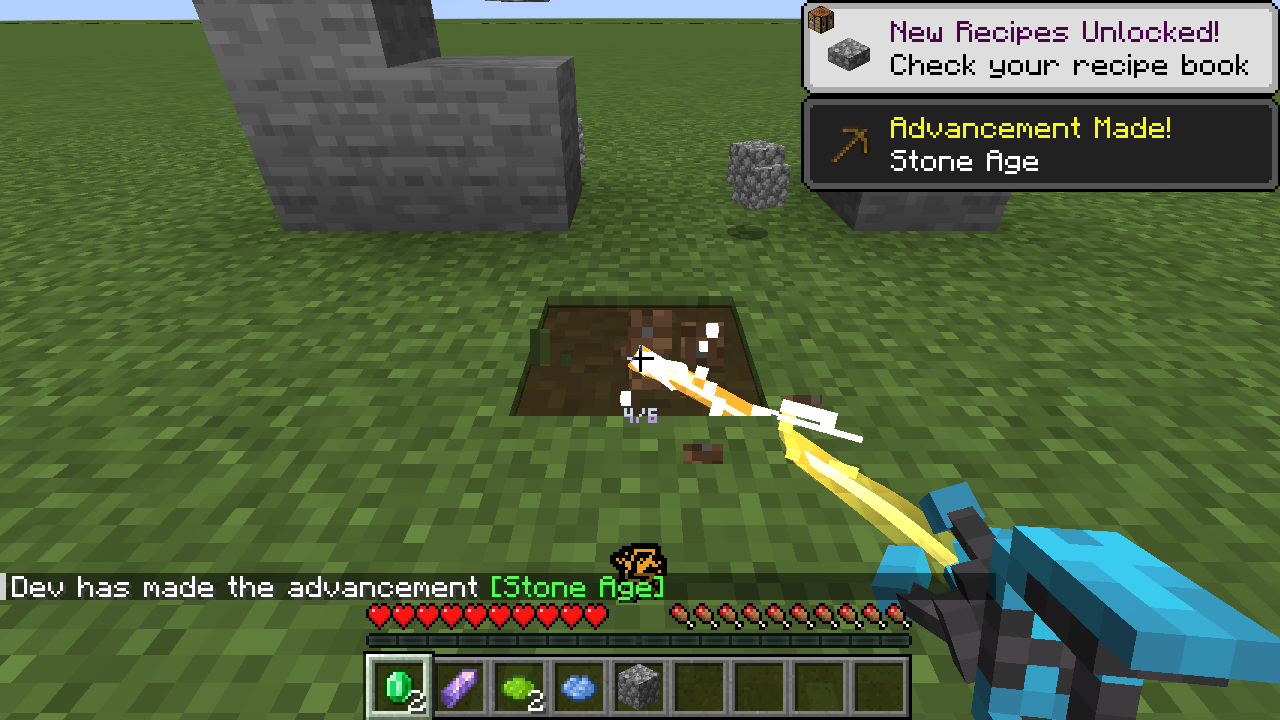 New Recipes Unlocked!
Check your recipe book
Advancement Made!
Stone Age
4/6
Dev has made the advancement [Stone Age]
2
2